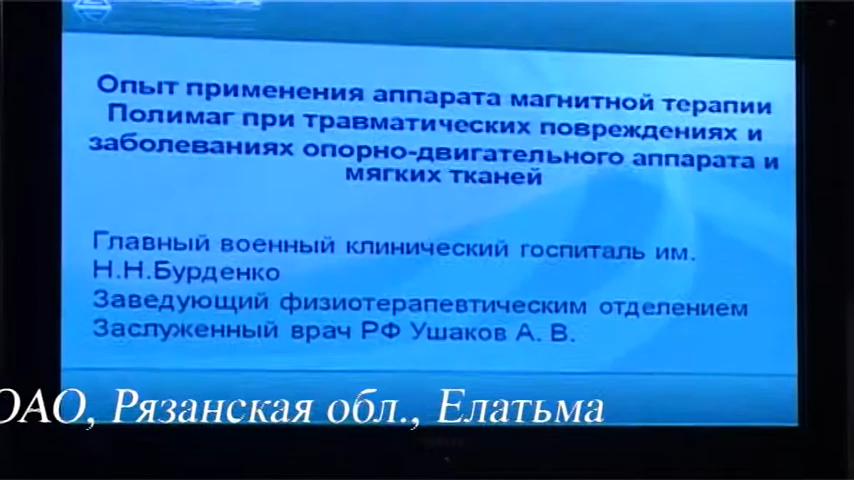 Опыт применения аппарата магнитной терапии
Полимаг при травматических повреждениях и
заболеваниях опорно-двигательного аппарата и
мягких тканей
Главный военный клинический госпиталь им.
Н.Н.Бурденко
Заведующий физиотерапевтическим отделением
Заслуженный врач РФ Ушаков А. В.
ОАО, Рязанская обл., Елатьма